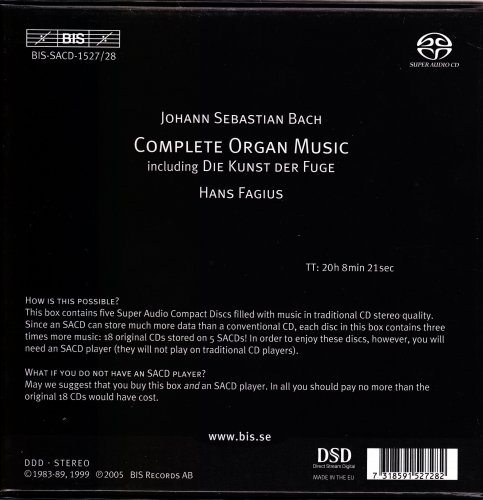 BIS
BIS-SACD-1527/28
SUPER AUDIO CD
JOHANN SEBASTIAN BACH
COMPLETE ORGAN MUSIC
including DIE KUNST DER FUGE
HANS FAGIUS
TT: 20h 8min 21sec
HOW IS THIS POSSIBLE?
This box contains five Super Audio Compact Discs filled with music in traditional CD stereo quality.
Since an SACD can store much more data than a conventional CD, each disc in this box contains three
times more music: 18 original CDs stored on 5 SACDs! In order to enjoy these discs, however, you will
need an SACD player (they will not play on traditional CD players).
WHAT IF YOU DO NOT HAVE AN SACD PLAYER?
May we suggest that you buy this box and an SACD player. In all you should pay no more than the
original 18 CDs would have cost.
www.bis.se
DDD · STEREO
©1983-89, 1999 ℗2005 BIS RECORDS AB
DSD
Direct Stream Digital
MADE IN THE EU
7 318591 527282